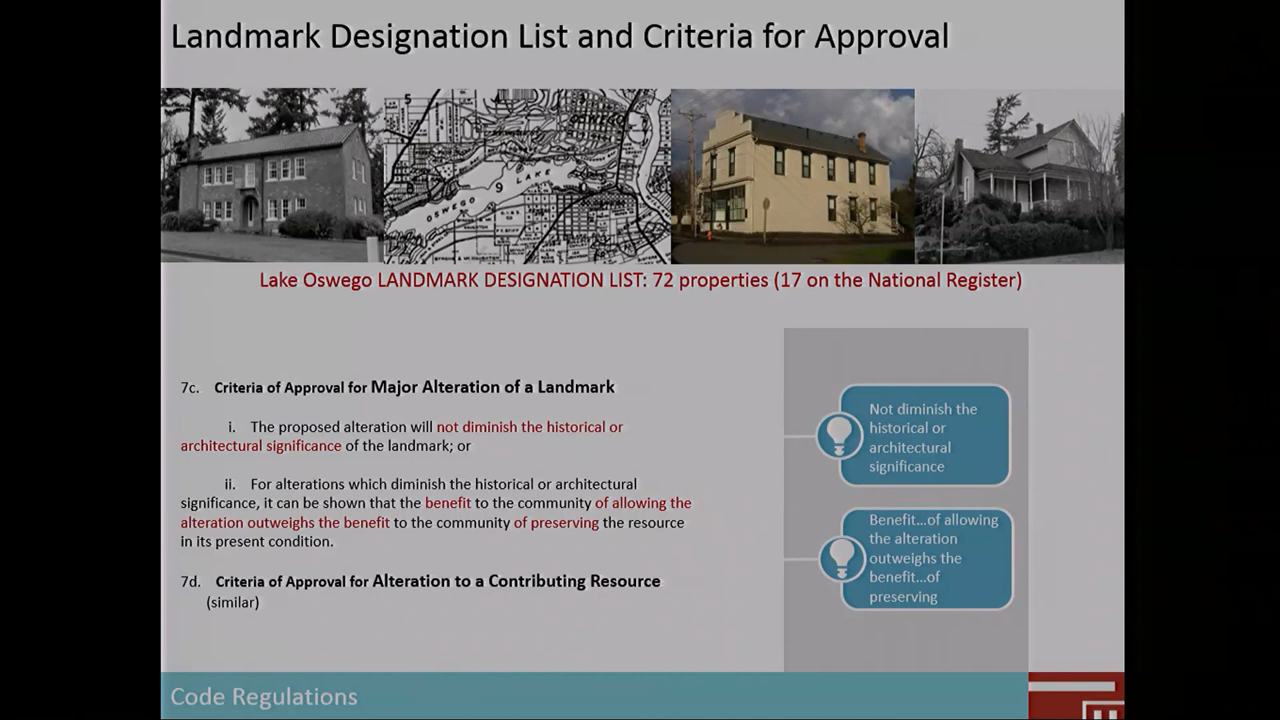 Landmark Designation List and Criteria for Approval
OSWEGO
OSWEGO LAKE
9
5
Lake Oswego LANDMARK DESIGNATION LIST: 72 properties (17 on the National Register)
7c. Criteria of Approval for Major Alteration of a Landmark
i. The proposed alteration will not diminish the historical or
architectural significance of the landmark; or
ii. For alterations which diminish the historical or architectural
significance, it can be shown that the benefit to the community of allowing the
alteration outweighs the benefit to the community of preserving the resource
in its present condition.
7d. Criteria of Approval for Alteration to a Contributing Resource
(similar)
Not diminish the
historical or
architectural
significance
Benefit...of allowing
the alteration
outweighs the
benefit...of
preserving
Code Regulations